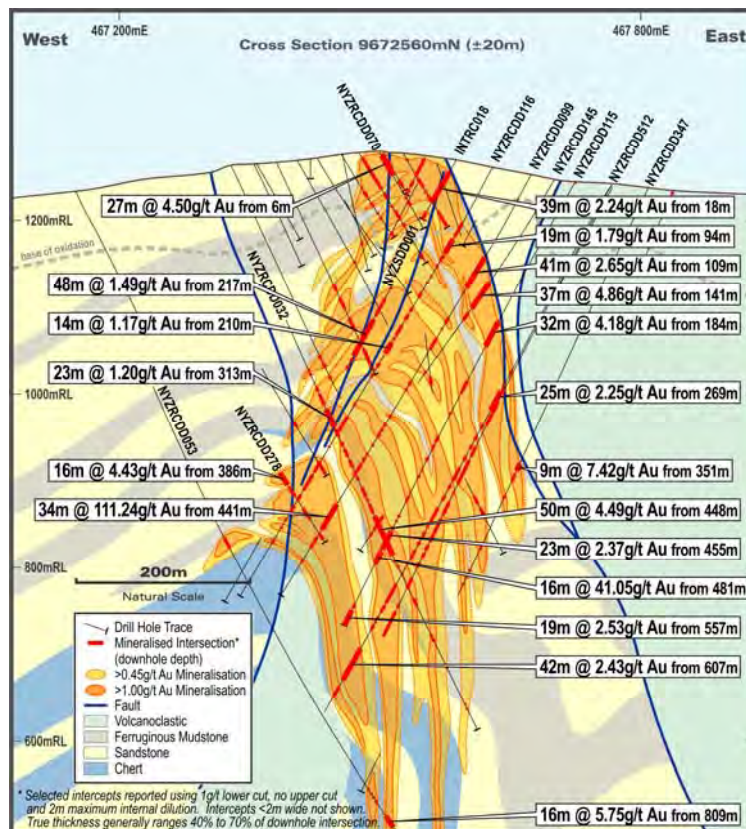 West
467 200mE
Cross Section 9672560mN (±20m)
467 800mE
East
NYZRCDD070
INTRC018
NYZRCDD116
NYZRCDD099
NYZRCDD145
NYZRCDD115
NYZRCDD512
NYZRCDD347
27m @ 4.50g/t Au from 6m
39m @ 2.24g/t Au from 18m
1200mRL
19m @ 1.79g/t Au from 94m
base of oxidation
NYZSDD001
41m @ 2.65g/t Au from 109m
48m @ 1.49g/t Au from 217m
NYZRCDD032
37m @ 4.86g/t Au from 141m
14m @ 1.17g/t Au from 210m
32m @ 4.18g/t Au from 184m
23m @ 1.20g/t Au from 313m
1000mRL
25m @ 2.25g/t Au from 269m
NYZRCDD053
NYZRCDD278
16m @ 4.43g/t Au from 386m
9m @ 7.42g/t Au from 351m
34m @ 111.24g/t Au from 441m
50m @ 4.49g/t Au from 448m
23m @ 2.37g/t Au from 455m
800mRL
200m
16m @ 41.05g/t Au from 481m
Natural Scale
19m @ 2.53g/t Au from 557m
Drill Hole Trace
Mineralised Intersection*
(downhole depth)
>0.45g/t Au Mineralisation
>1.00g/t Au Mineralisation
Fault
Volcanoclastic
Ferruginous Mudstone
Sandstone
Chert
42m @ 2.43g/t Au from 607m
600mRL
* Selected intercepts reported using 1g/t lower cut, no upper cut
and 2m maximum internal dilution. Intercepts <2m wide not shown.
True thickness generally ranges 40% to 70% of downhole intersection.
16m @ 5.75g/t Au from 809m